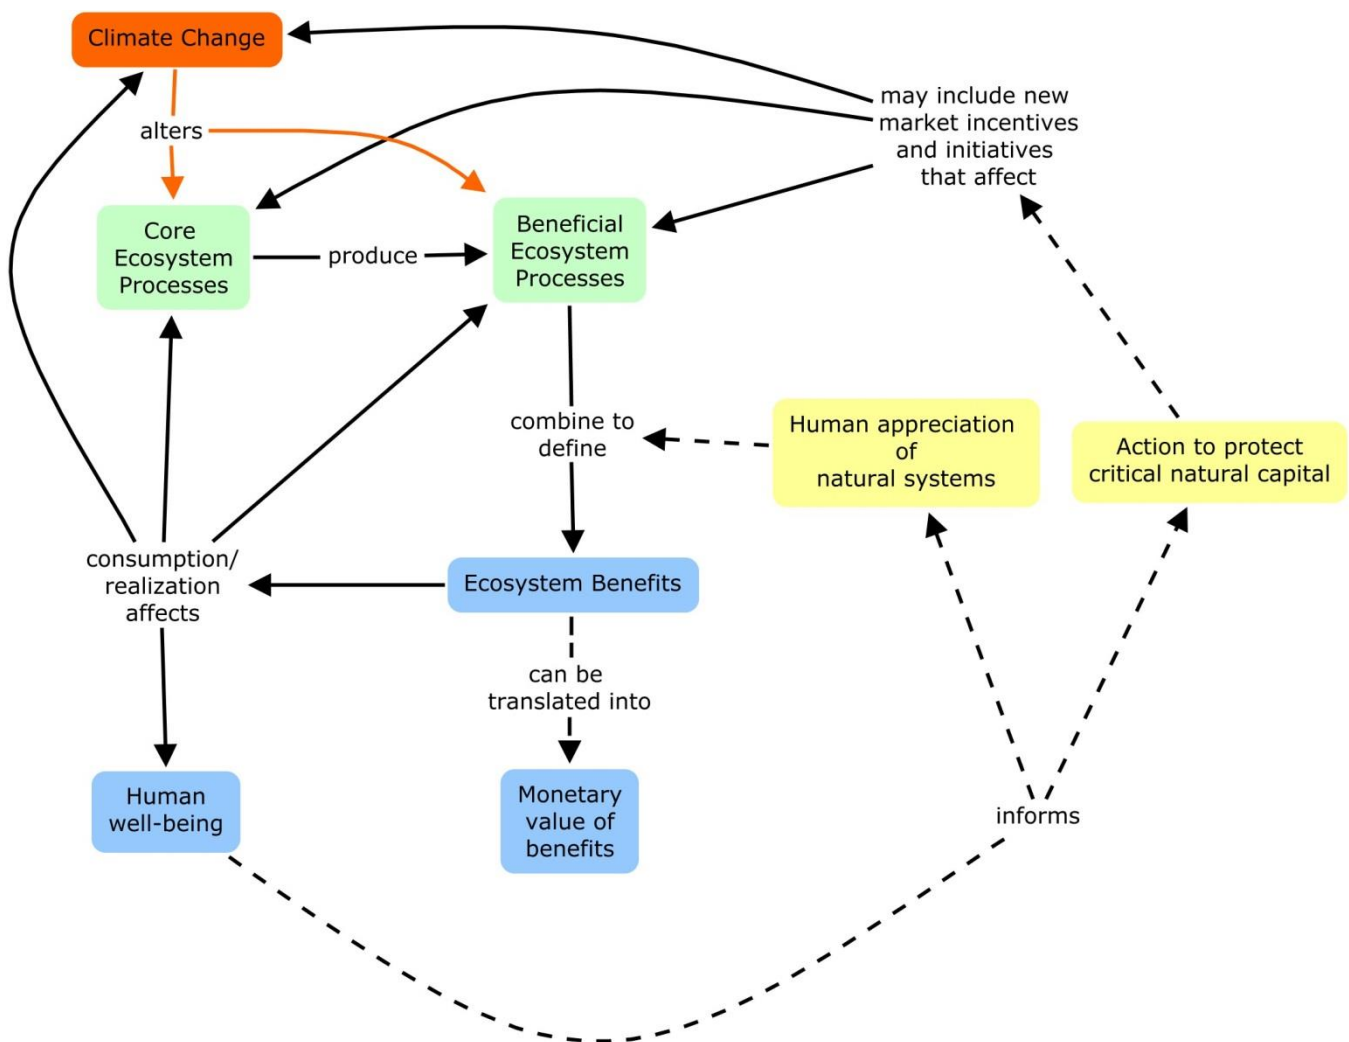 Climate Change
may include new
market incentives
and initiatives
that affect
alters
Core
Ecosystem
Processes
produce
Beneficial
Ecosystem
Processes
combine to
define
Human appreciation
of
natural systems
Action to protect
critical natural capital
consumption/
realization
affects
Ecosystem Benefits
can be
translated into
Human
well-being
Monetary
value of
benefits
informs